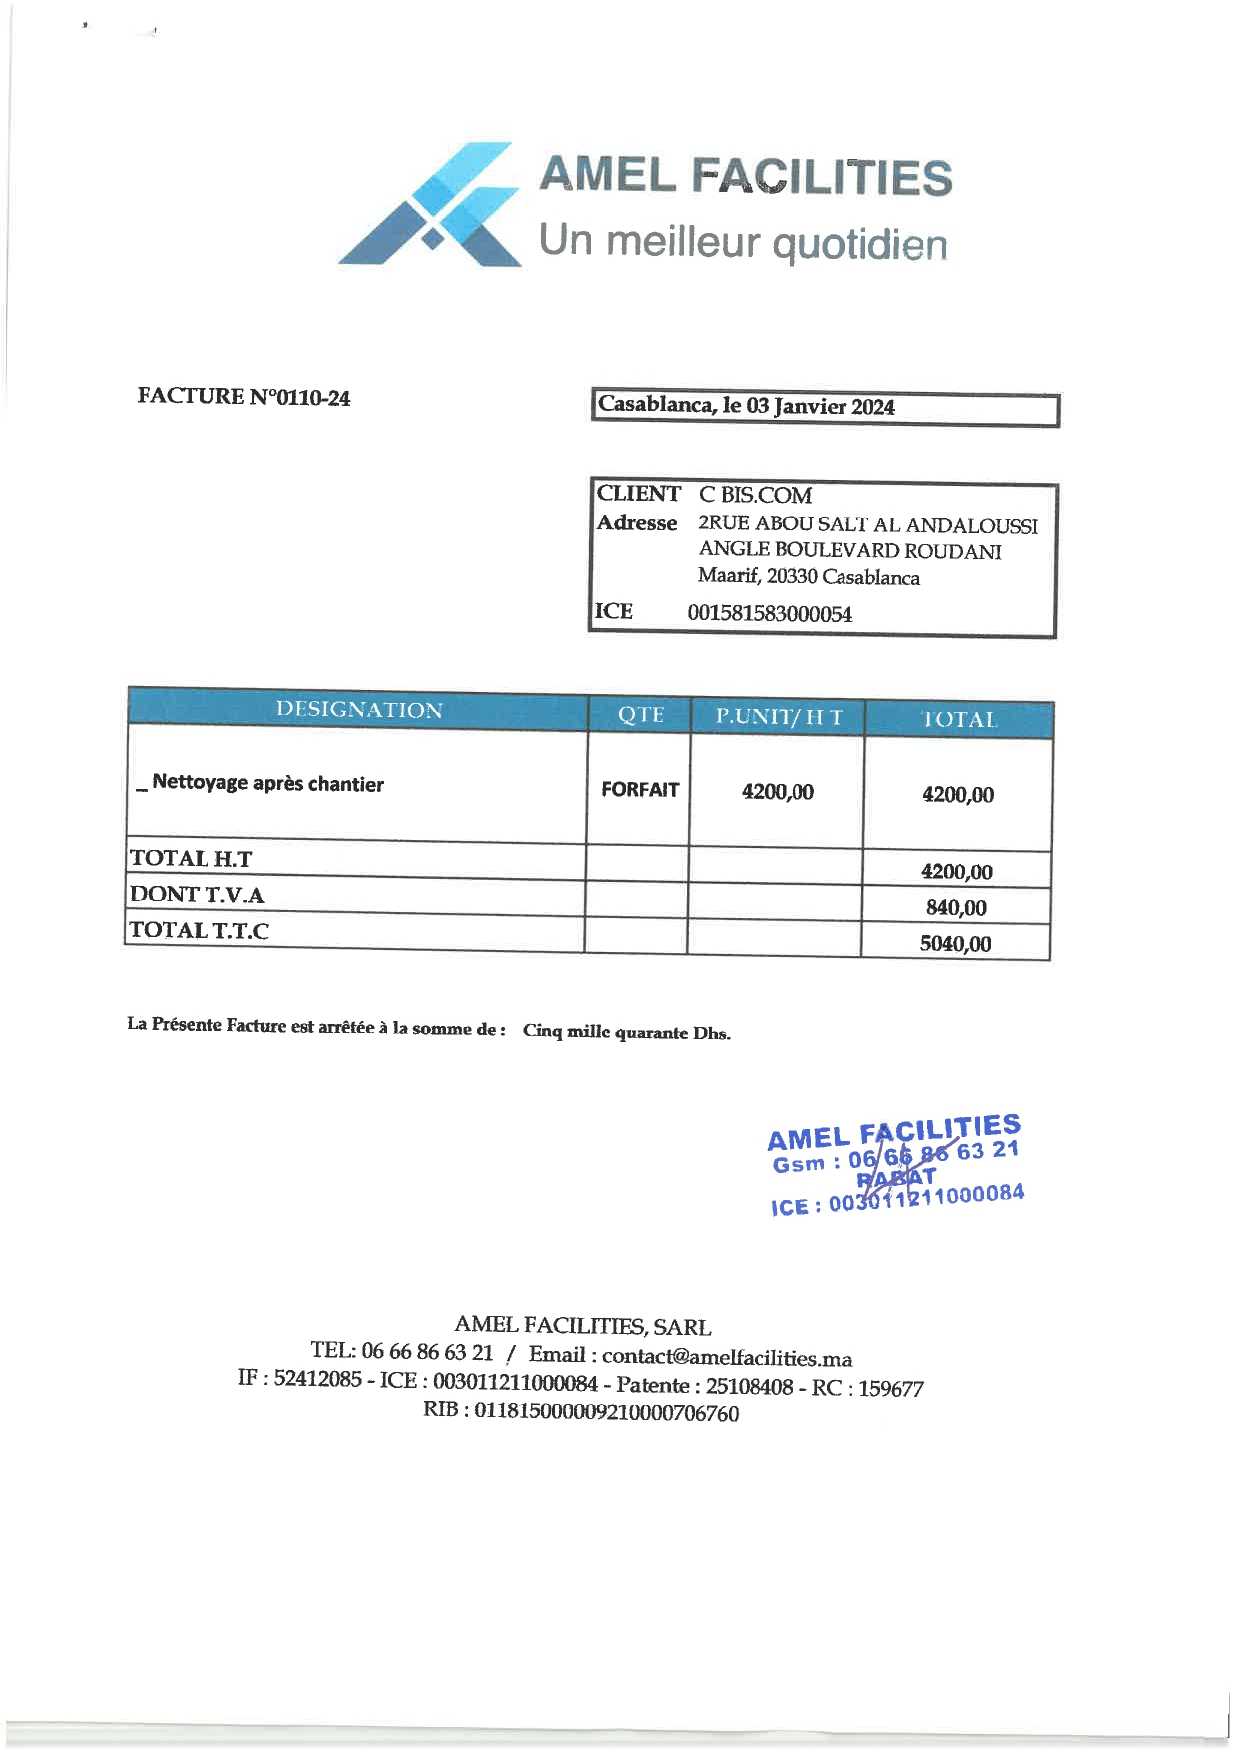 AMEL FACILITIES
Un meilleur quotidien
FACTURE N°0110-24
Casablanca, le 03 Janvier 2024
CLIENT C BIS.COM
Adresse 2RUE ABOU SALT AL ANDALOUSSI
ANGLE BOULEVARD ROUDANI
Maarif, 20330 Casablanca
ICE 001581583000054
DESIGNATION QTE P.UNIT/ H T TOTAL
_ Nettoyage après chantier FORFAIT 4200,00 4200,00
TOTAL H.T 4200,00
DONT T.V.A 840,00
TOTAL T.T.C 5040,00
La Présente Facture est arrêtée à la somme de : Cinq mille quarante Dhs.
AMEL FACILITIES
Gsm : 06 66 86 63 21
RABAT
ICE : 003011211000084
AMEL FACILITIES, SARL
TEL: 06 66 86 63 21 / Email : contact@amelfacilities.ma
IF : 52412085 - ICE : 003011211000084 - Patente : 25108408 - RC : 159677
RIB : 011815000009210000706760